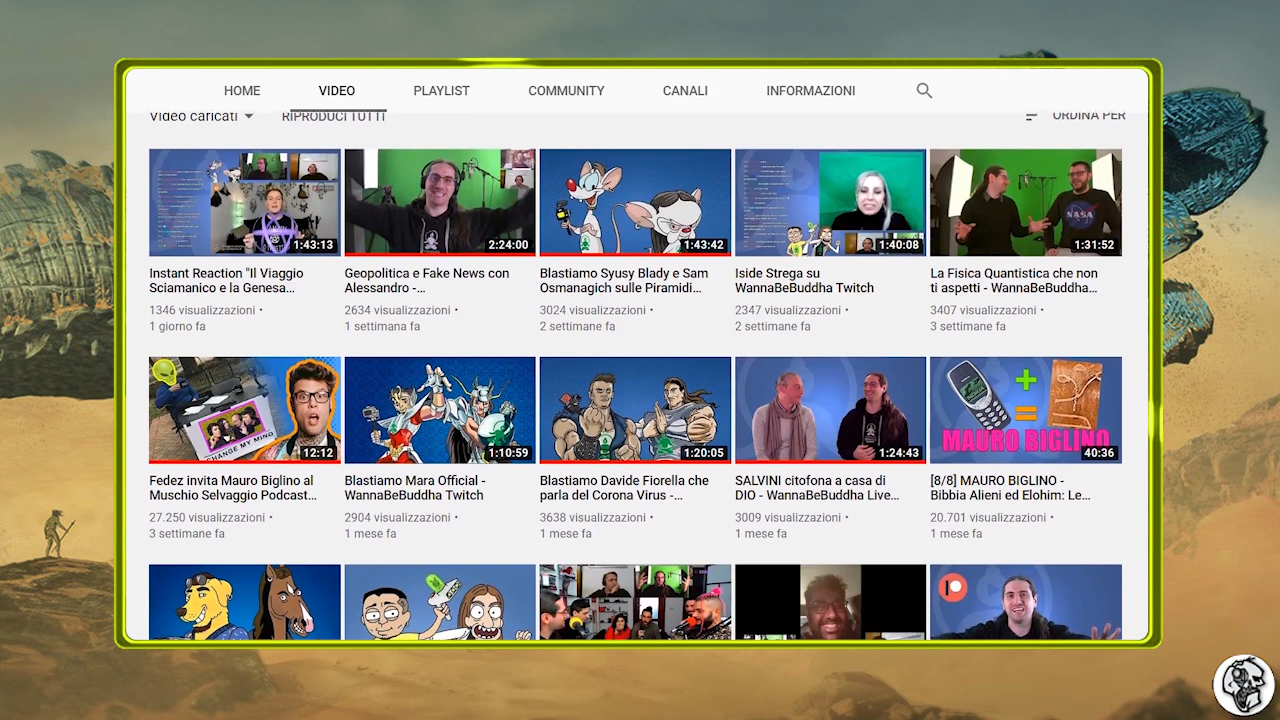 HOME VIDEO PLAYLIST COMMUNITY CANALI INFORMAZIONI
Video caricati RIPRODUCI TUTTI ORDINA PER
1:43:13
2:24:00
1:43:42
1:40:08
NASA
1:31:52
Instant Reaction "Il Viaggio
Sciamanico e la Genesa...
1346 visualizzazioni •
1 giorno fa
Geopolitica e Fake News con
Alessandro -...
2634 visualizzazioni •
1 settimana fa
Blastiamo Syusy Blady e Sam
Osmanagich sulle Piramidi...
3024 visualizzazioni •
2 settimane fa
Iside Strega su
WannaBeBuddha Twitch
2347 visualizzazioni •
2 settimane fa
La Fisica Quantistica che non
ti aspetti - WannaBeBuddha...
3407 visualizzazioni •
3 settimane fa
CHANGE MY MIND
12:12
1:10:59
1:20:05
1:24:43
+
=
MAURO BIGLINO
40:36
Fedez invita Mauro Biglino al
Muschio Selvaggio Podcast...
27.250 visualizzazioni •
3 settimane fa
Blastiamo Mara Official -
WannaBeBuddha Twitch
2904 visualizzazioni •
1 mese fa
Blastiamo Davide Fiorella che
parla del Corona Virus -...
3638 visualizzazioni •
1 mese fa
SALVINI citofona a casa di
DIO - WannaBeBuddha Live...
3009 visualizzazioni •
1 mese fa
[8/8] MAURO BIGLINO -
Bibbia Alieni ed Elohim: Le...
20.701 visualizzazioni •
1 mese fa